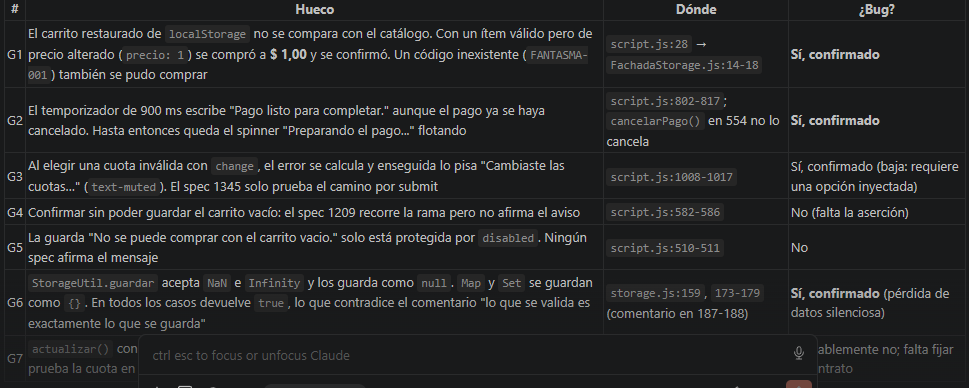 # Hueco Dónde ¿Bug?
G1
El carrito restaurado de localStorage no se compara con el catálogo. Con un ítem válido pero de
precio alterado (precio: 1) se compró a $ 1,00 y se confirmó. Un código inexistente (FANTASMA-
001) también se pudo comprar
script.js:28 →
FachadaStorage.js:14-18
Sí, confirmado
G2
El temporizador de 900 ms escribe "Pago listo para completar." aunque el pago ya se haya
cancelado. Hasta entonces queda el spinner "Preparando el pago…" flotando
script.js:802-817;
cancelarPago() en 554 no lo
cancela
Sí, confirmado
G3
Al elegir una cuota inválida con change, el error se calcula y enseguida lo pisa "Cambiaste las
cuotas…" (text-muted). El spec 1345 solo prueba el camino por submit
script.js:1008-1017
Sí, confirmado (baja: requiere
una opción inyectada)
G4
Confirmar sin poder guardar el carrito vacío: el spec 1209 recorre la rama pero no afirma el aviso
script.js:582-586
No (falta la aserción)
G5
La guarda "No se puede comprar con el carrito vacio." solo está protegida por disabled. Ningún
spec afirma el mensaje
script.js:510-511
No
G6
StorageUtil.guardar acepta NaN e Infinity y los guarda como null. Map y Set se guardan
como {}. En todos los casos devuelve true, lo que contradice el comentario "lo que se valida es
exactamente lo que se guarda"
storage.js:159, 173-179
(comentario en 187-188)
Sí, confirmado (pérdida de
datos silenciosa)
G7
actualizar() con
prueba la cuota en
ablemente no; falta fijar
ntrato
ctrl esc to focus or unfocus Claude